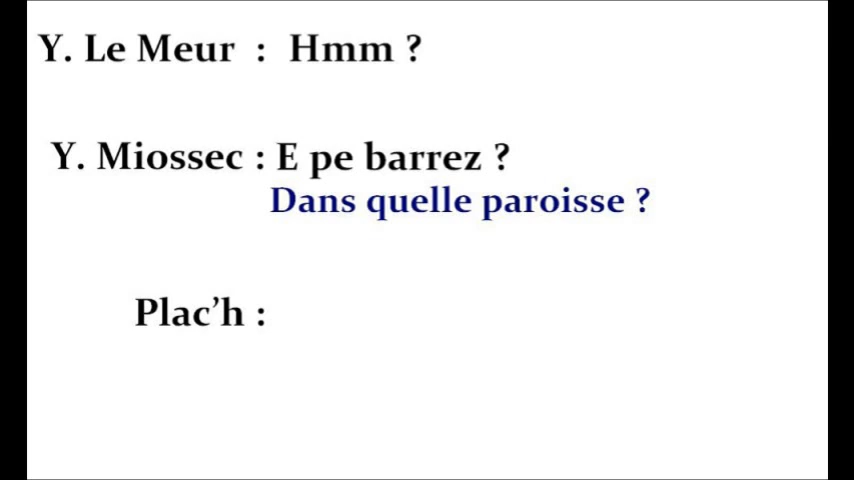 Y. Le Meur : Hmm ?
Y. Miossec : E pe barrez ?
Dans quelle paroisse ?
Plac’h :